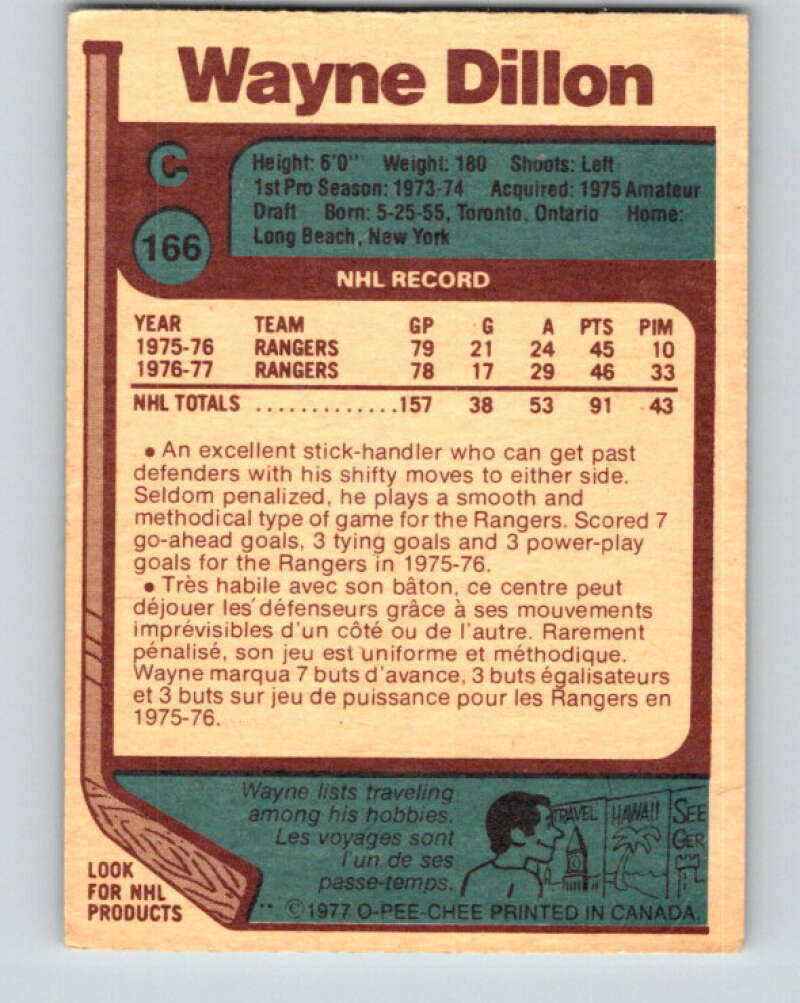 Wayne Dillon
C
166
Height: 6'0" Weight: 180 Shoots: Left
1st Pro Season: 1973-74 Acquired: 1975 Amateur
Draft Born: 5-25-55, Toronto, Ontario Home:
Long Beach, New York
NHL RECORD
YEAR TEAM GP G A PTS PIM
1975-76 RANGERS 79 21 24 45 10
1976-77 RANGERS 78 17 29 46 33
NHL TOTALS .............157 38 53 91 43
• An excellent stick-handler who can get past
defenders with his shifty moves to either side.
Seldom penalized, he plays a smooth and
methodical type of game for the Rangers. Scored 7
go-ahead goals, 3 tying goals and 3 power-play
goals for the Rangers in 1975-76.
• Très habile avec son bâton, ce centre peut
déjouer les défenseurs grâce à ses mouvements
imprévisibles d'un côté ou de l'autre. Rarement
pénalisé, son jeu est uniforme et méthodique.
Wayne marqua 7 buts d'avance, 3 buts égalisateurs
et 3 buts sur jeu de puissance pour les Rangers en
1975-76.
Wayne lists traveling
among his hobbies.
Les voyages sont
l'un de ses
passe-temps.
TRAVEL HAWAII SEE
GER
LOOK
FOR NHL
PRODUCTS
** ©1977 O-PEE-CHEE PRINTED IN CANADA.